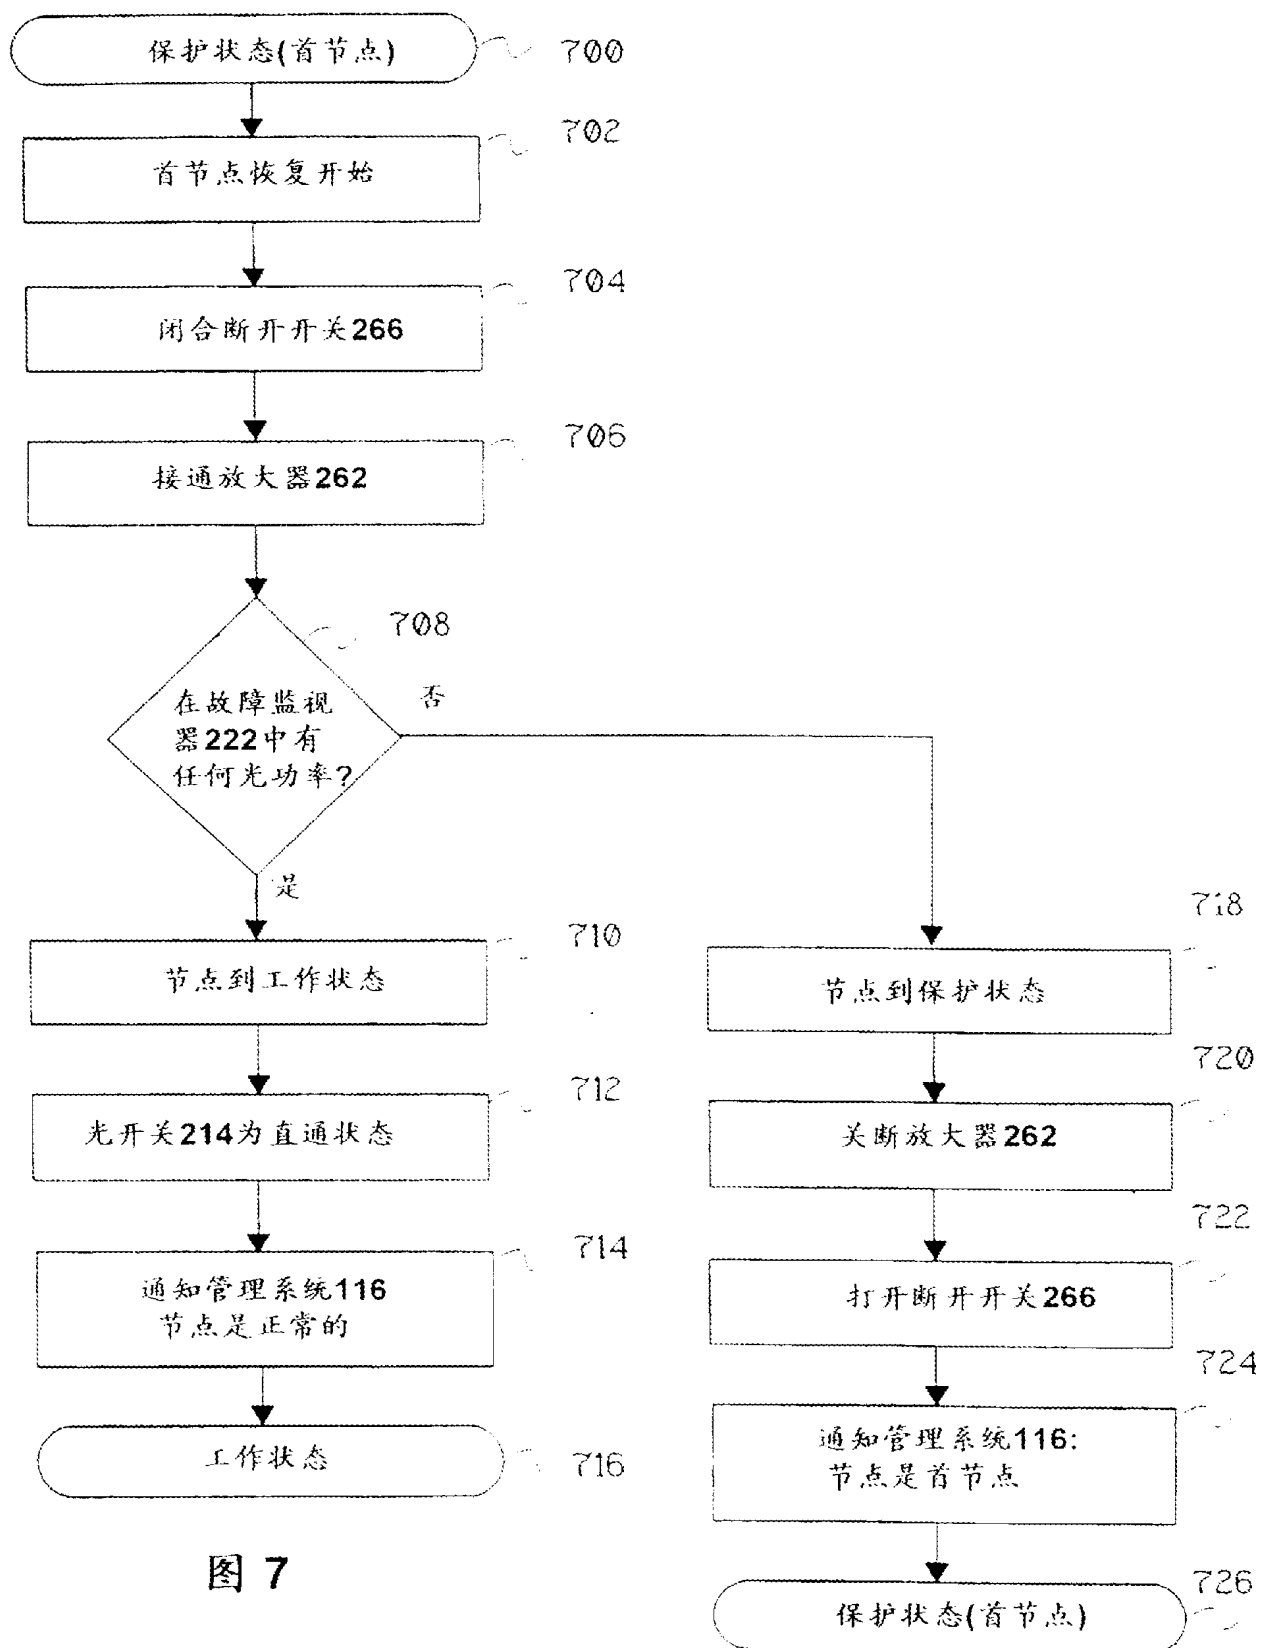 保护状态(首节点)
700
702
首节点恢复开始
704
闭合断开开关266
706
接通放大器262
708
在故障监视
器222中有
任何光功率?
否
是
710
节点到工作状态
712
光开关214为直通状态
714
通知管理系统116
节点是正常的
工作状态
716
718
节点到保护状态
720
关断放大器262
722
打开断开开关266
724
通知管理系统116:
节点是首节点
726
保护状态(首节点)
图 7